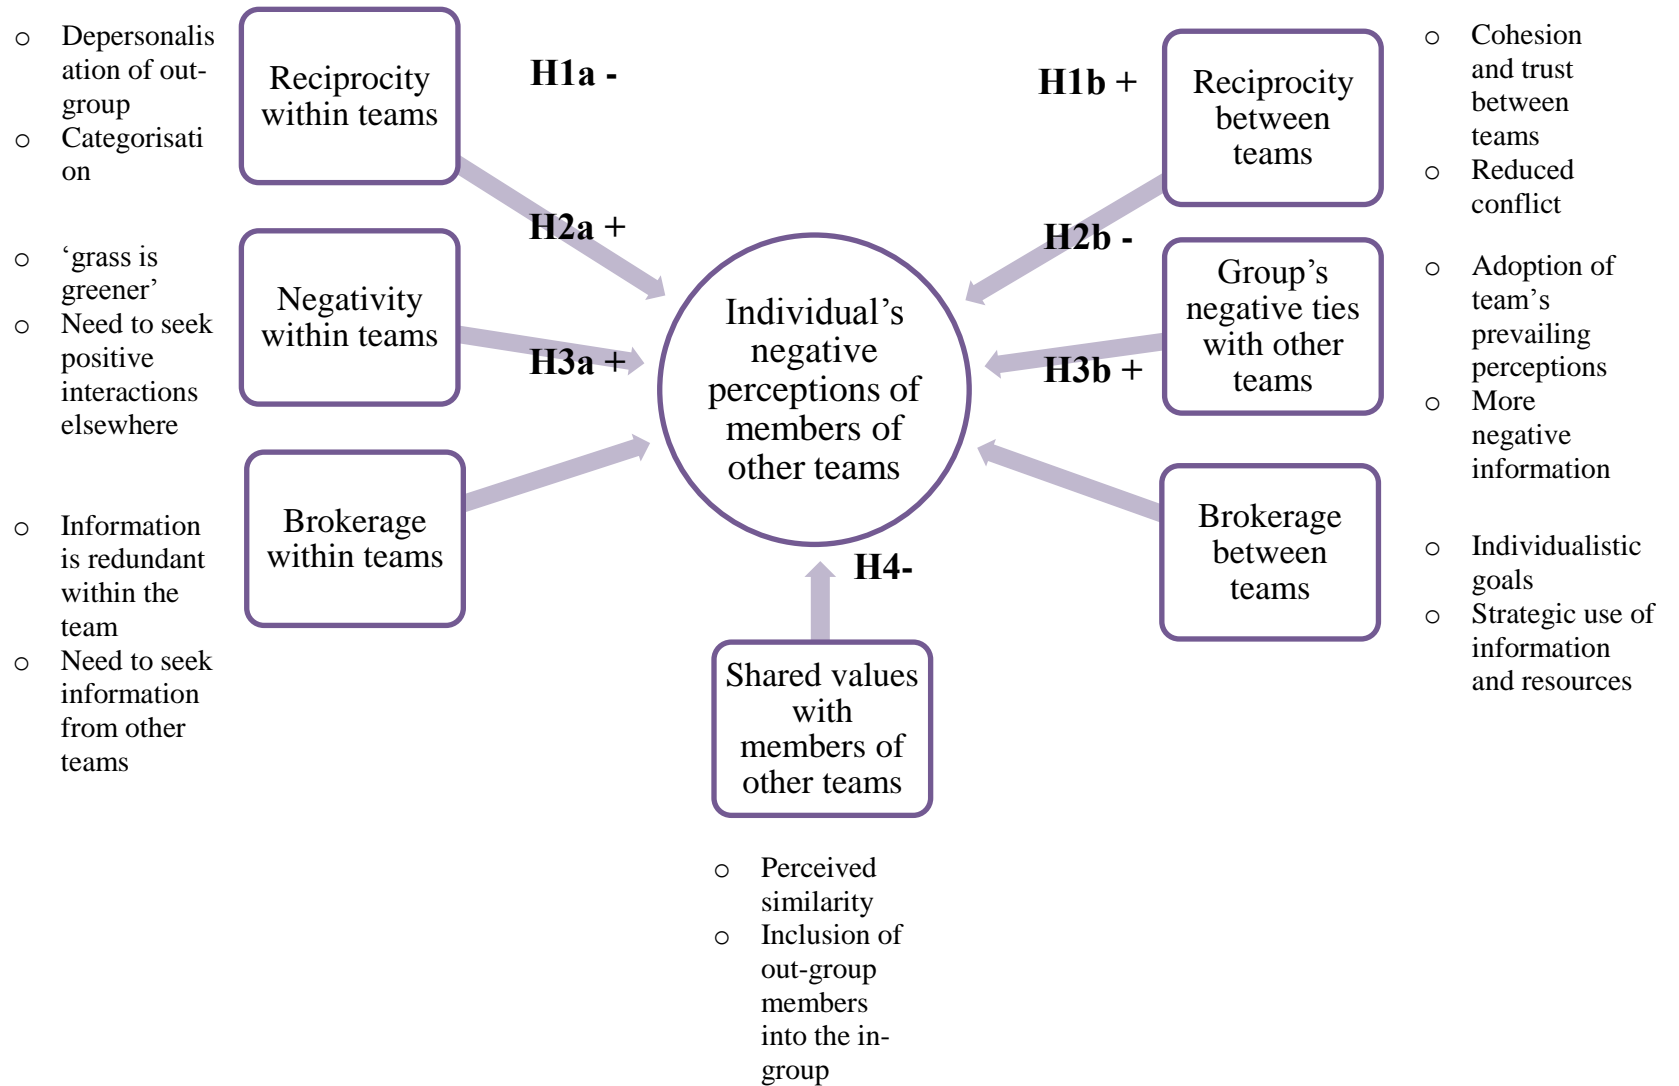 o Depersonalis
ation of out-
group
o Categorisati
on
Reciprocity
within teams
H1a -
H1b +
Reciprocity
between
teams
o Cohesion
and trust
between
teams
o Reduced
conflict
o ‘grass is
greener’
o Need to seek
positive
interactions
elsewhere
Negativity
within teams
H2a +
H2b -
Group’s
negative ties
with other
teams
o Adoption of
team’s
prevailing
perceptions
o More
negative
information
Individual’s
negative
perceptions of
members of
other teams
H3a +
H3b +
o Information
is redundant
within the
team
o Need to seek
information
from other
teams
Brokerage
within teams
Brokerage
between
teams
o Individualistic
goals
o Strategic use of
information
and resources
H4-
Shared values
with
members of
other teams
o Perceived
similarity
o Inclusion of
out-group
members
into the in-
group